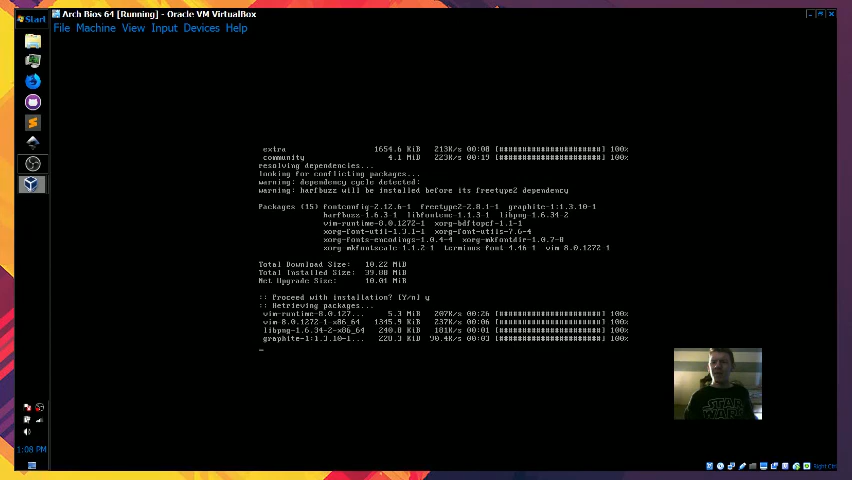 Start
Arch Bios 64 [Running] - Oracle VM VirtualBox
File Machine View Input Devices Help
extra 1654.6 KiB 213K/s 00:08 [######################] 100%
community 4.1 MiB 223K/s 00:19 [######################] 100%
resolving dependencies...
looking for conflicting packages...
warning: dependency cycle detected:
warning: harfbuzz will be installed before its freetype2 dependency
Packages (15) fontconfig-2.12.6-1 freetype2-2.8.1-1 graphite-1:1.3.10-1
harfbuzz-1.6.3-1 libfontenc-1.1.3-1 libpng-1.6.34-2
vim-runtime-8.0.1272-1 xorg-bdftopcf-1.1-1
xorg-font-util-1.3.1-1 xorg-font-utils-7.6-4
xorg-fonts-encodings-1.0.4-4 xorg-mkfontdir-1.0.7-8
xorg-mkfontscale-1.1.2-1 terminus-font-4.46-1 vim-8.0.1272-1
Total Download Size: 10.22 MiB
Total Installed Size: 39.88 MiB
Net Upgrade Size: 10.01 MiB
:: Proceed with installation? [Y/n] y
:: Retrieving packages...
vim-runtime-8.0.127... 5.3 MiB 207K/s 00:26 [######################] 100%
vim-8.0.1272-1-x86_64 1345.9 KiB 237K/s 00:06 [######################] 100%
libpng-1.6.34-2-x86_64 240.8 KiB 181K/s 00:01 [######################] 100%
graphite-1:1.3.10-1... 228.3 KiB 90.4K/s 00:03 [######################] 100%
STAR
WARS
1:08 PM
Right Ctrl